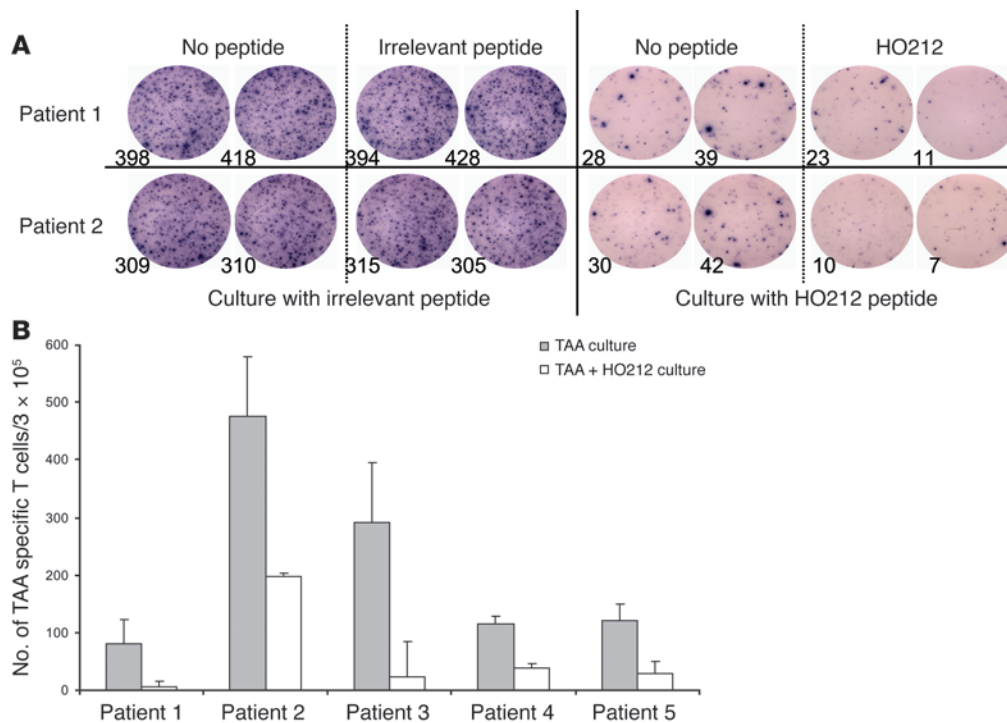 A
No peptide Irrelevant peptide No peptide HO212
Patient 1
398 418 394 428 28 39 23 11
Patient 2
309 310 315 305 30 42 10 7
Culture with irrelevant peptide Culture with HO212 peptide
B
No. of TAA specific T cells/3 × 10⁵
600
500
400
300
200
100
0
TAA culture
TAA + HO212 culture
Patient 1 Patient 2 Patient 3 Patient 4 Patient 5